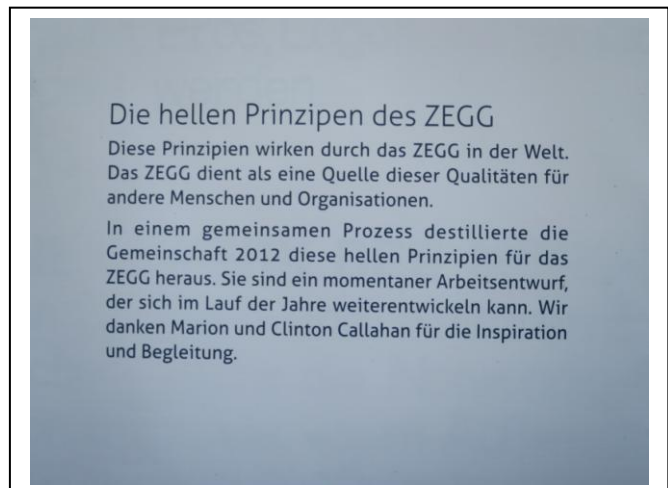 Die hellen Prinzipen des ZEGG
Diese Prinzipien wirken durch das ZEGG in der Welt.
Das ZEGG dient als eine Quelle dieser Qualitäten für
andere Menschen und Organisationen.
In einem gemeinsamen Prozess destillierte die
Gemeinschaft 2012 diese hellen Prinzipien für das
ZEGG heraus. Sie sind ein momentaner Arbeitsentwurf,
der sich im Lauf der Jahre weiterentwickeln kann. Wir
danken Marion und Clinton Callahan für die Inspiration
und Begleitung.